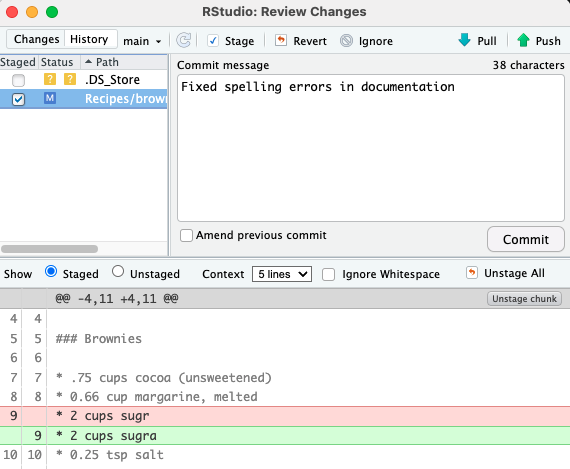 RStudio: Review Changes
Changes History main Stage Revert Ignore Pull Push
Staged Status Path
? ? .DS_Store
M Recipes/brown
Commit message 38 characters
Fixed spelling errors in documentation
Amend previous commit
Commit
Show Staged Unstaged Context 5 lines Ignore Whitespace Unstage All
@@ -4,11 +4,11 @@ Unstage chunk
4 4
5 5 ### Brownies
6 6
7 7 * .75 cups cocoa (unsweetened)
8 8 * 0.66 cup margarine, melted
9 * 2 cups sugr
9 * 2 cups sugra
10 10 * 0.25 tsp salt